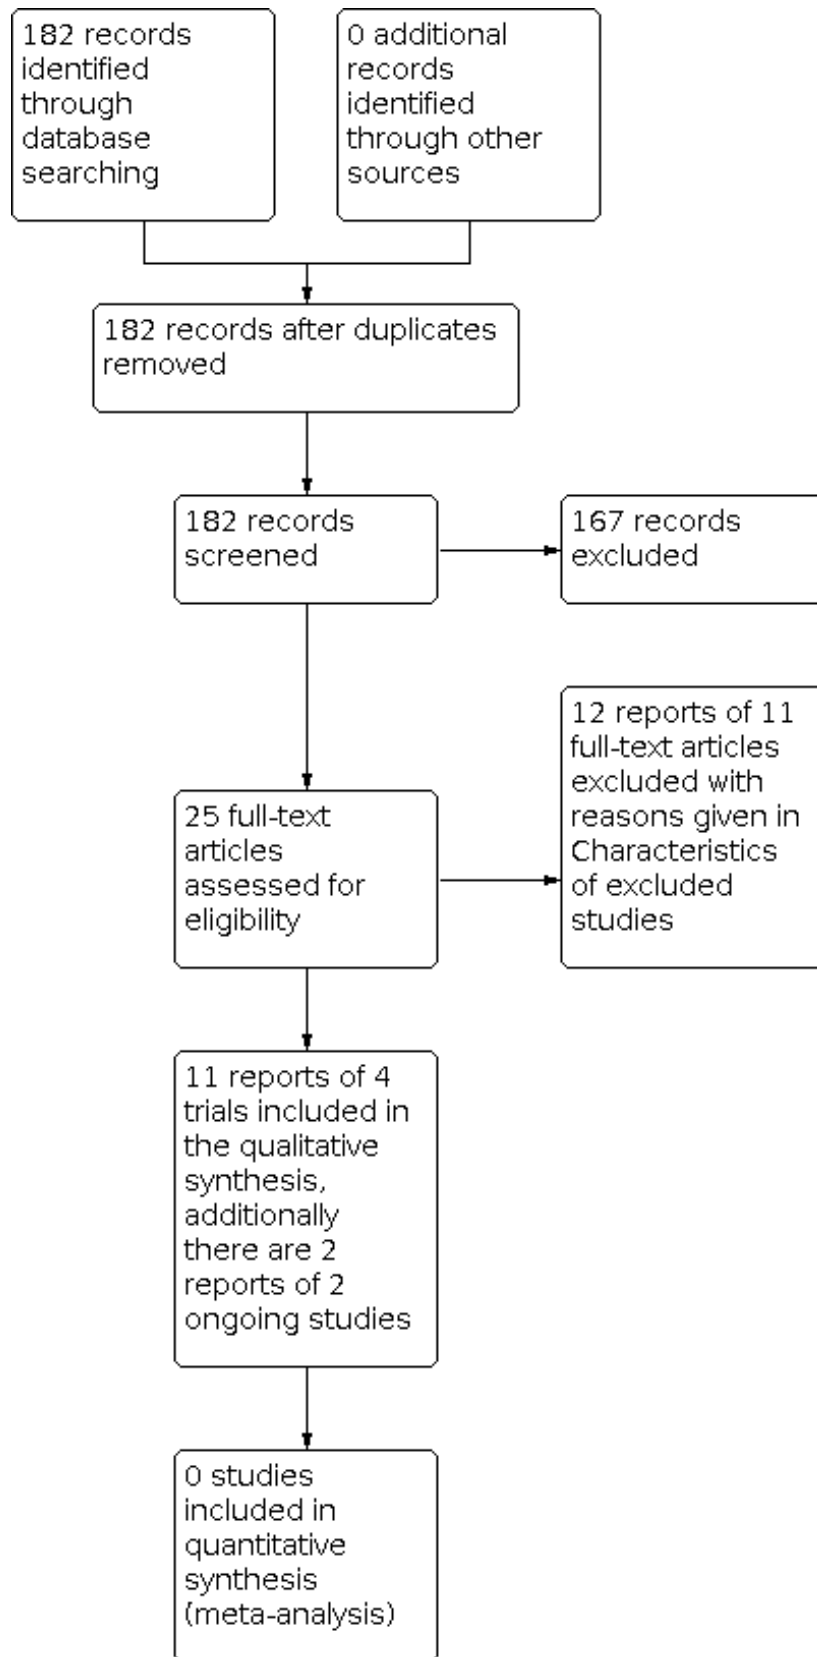 182 records
identified
through
database
searching
0 additional
records
identified
through other
sources
182 records after duplicates
removed
182 records
screened
167 records
excluded
25 full-text
articles
assessed for
eligibility
12 reports of 11
full-text articles
excluded with
reasons given in
Characteristics
of excluded
studies
11 reports of 4
trials included in
the qualitative
synthesis,
additionally
there are 2
reports of 2
ongoing studies
0 studies
included in
quantitative
synthesis
(meta-analysis)